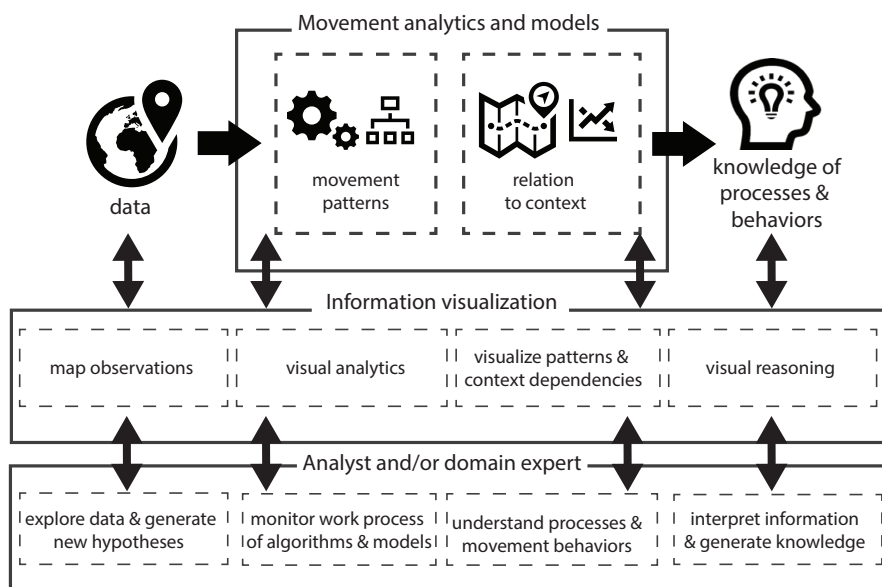 Movement analytics and models
movement
patterns
relation
to context
data
knowledge of
processes &
behaviors
Information visualization
map observations
visual analytics
visualize patterns &
context dependencies
visual reasoning
Analyst and/or domain expert
explore data & generate
new hypotheses
monitor work process
of algorithms & models
understand processes &
movement behaviors
interpret information
& generate knowledge